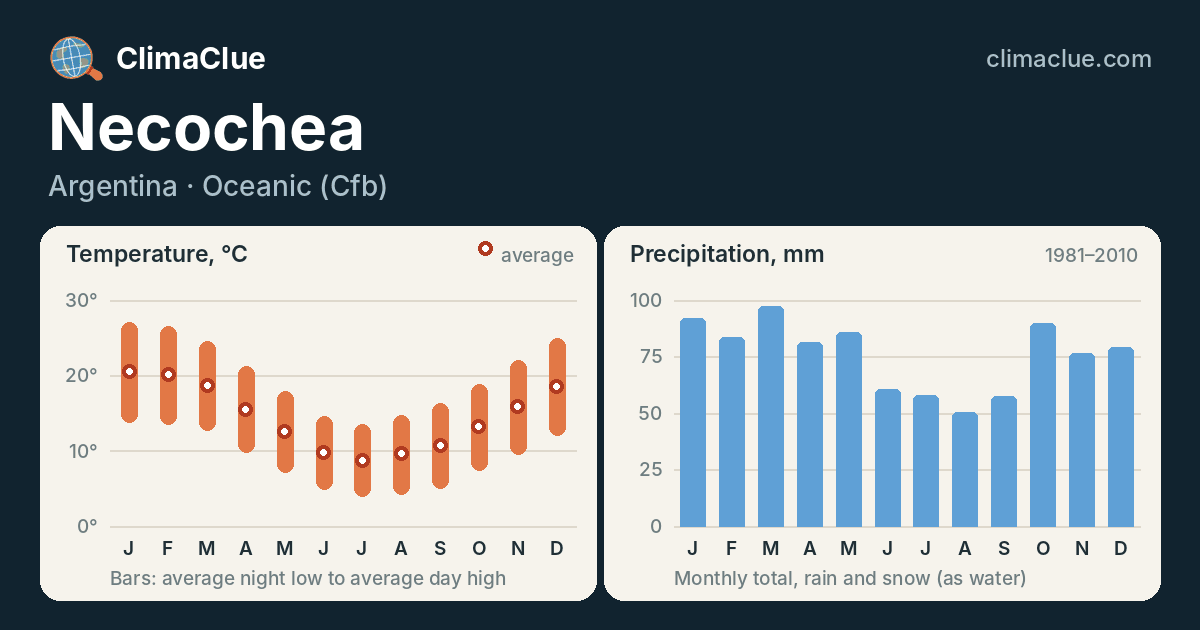 ClimaClue
climaclue.com
Necochea
Argentina · Oceanic (Cfb)
Temperature, °C
average
30°
20°
10°
0°
J F M A M J J A S O N D
Bars: average night low to average day high
Precipitation, mm
1981–2010
100
75
50
25
0
J F M A M J J A S O N D
Monthly total, rain and snow (as water)